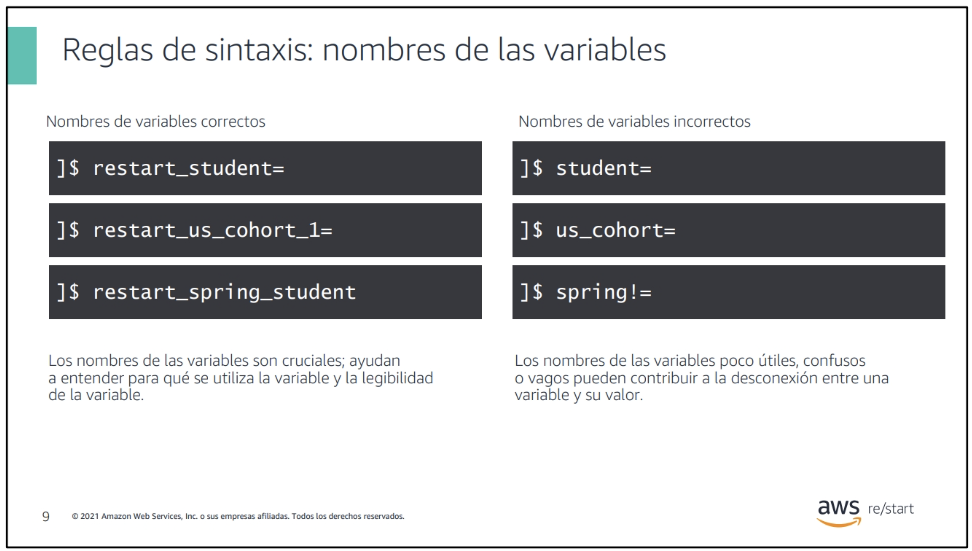 Reglas de sintaxis: nombres de las variables
Nombres de variables correctos
]$ restart_student=
]$ restart_us_cohort_1=
]$ restart_spring_student
Los nombres de las variables son cruciales; ayudan
a entender para qué se utiliza la variable y la legibilidad
de la variable.
Nombres de variables incorrectos
]$ student=
]$ us_cohort=
]$ spring!=
Los nombres de las variables poco útiles, confusos
o vagos pueden contribuir a la desconexión entre una
variable y su valor.
9
© 2021 Amazon Web Services, Inc. o sus empresas afiliadas. Todos los derechos reservados.
aws re/start